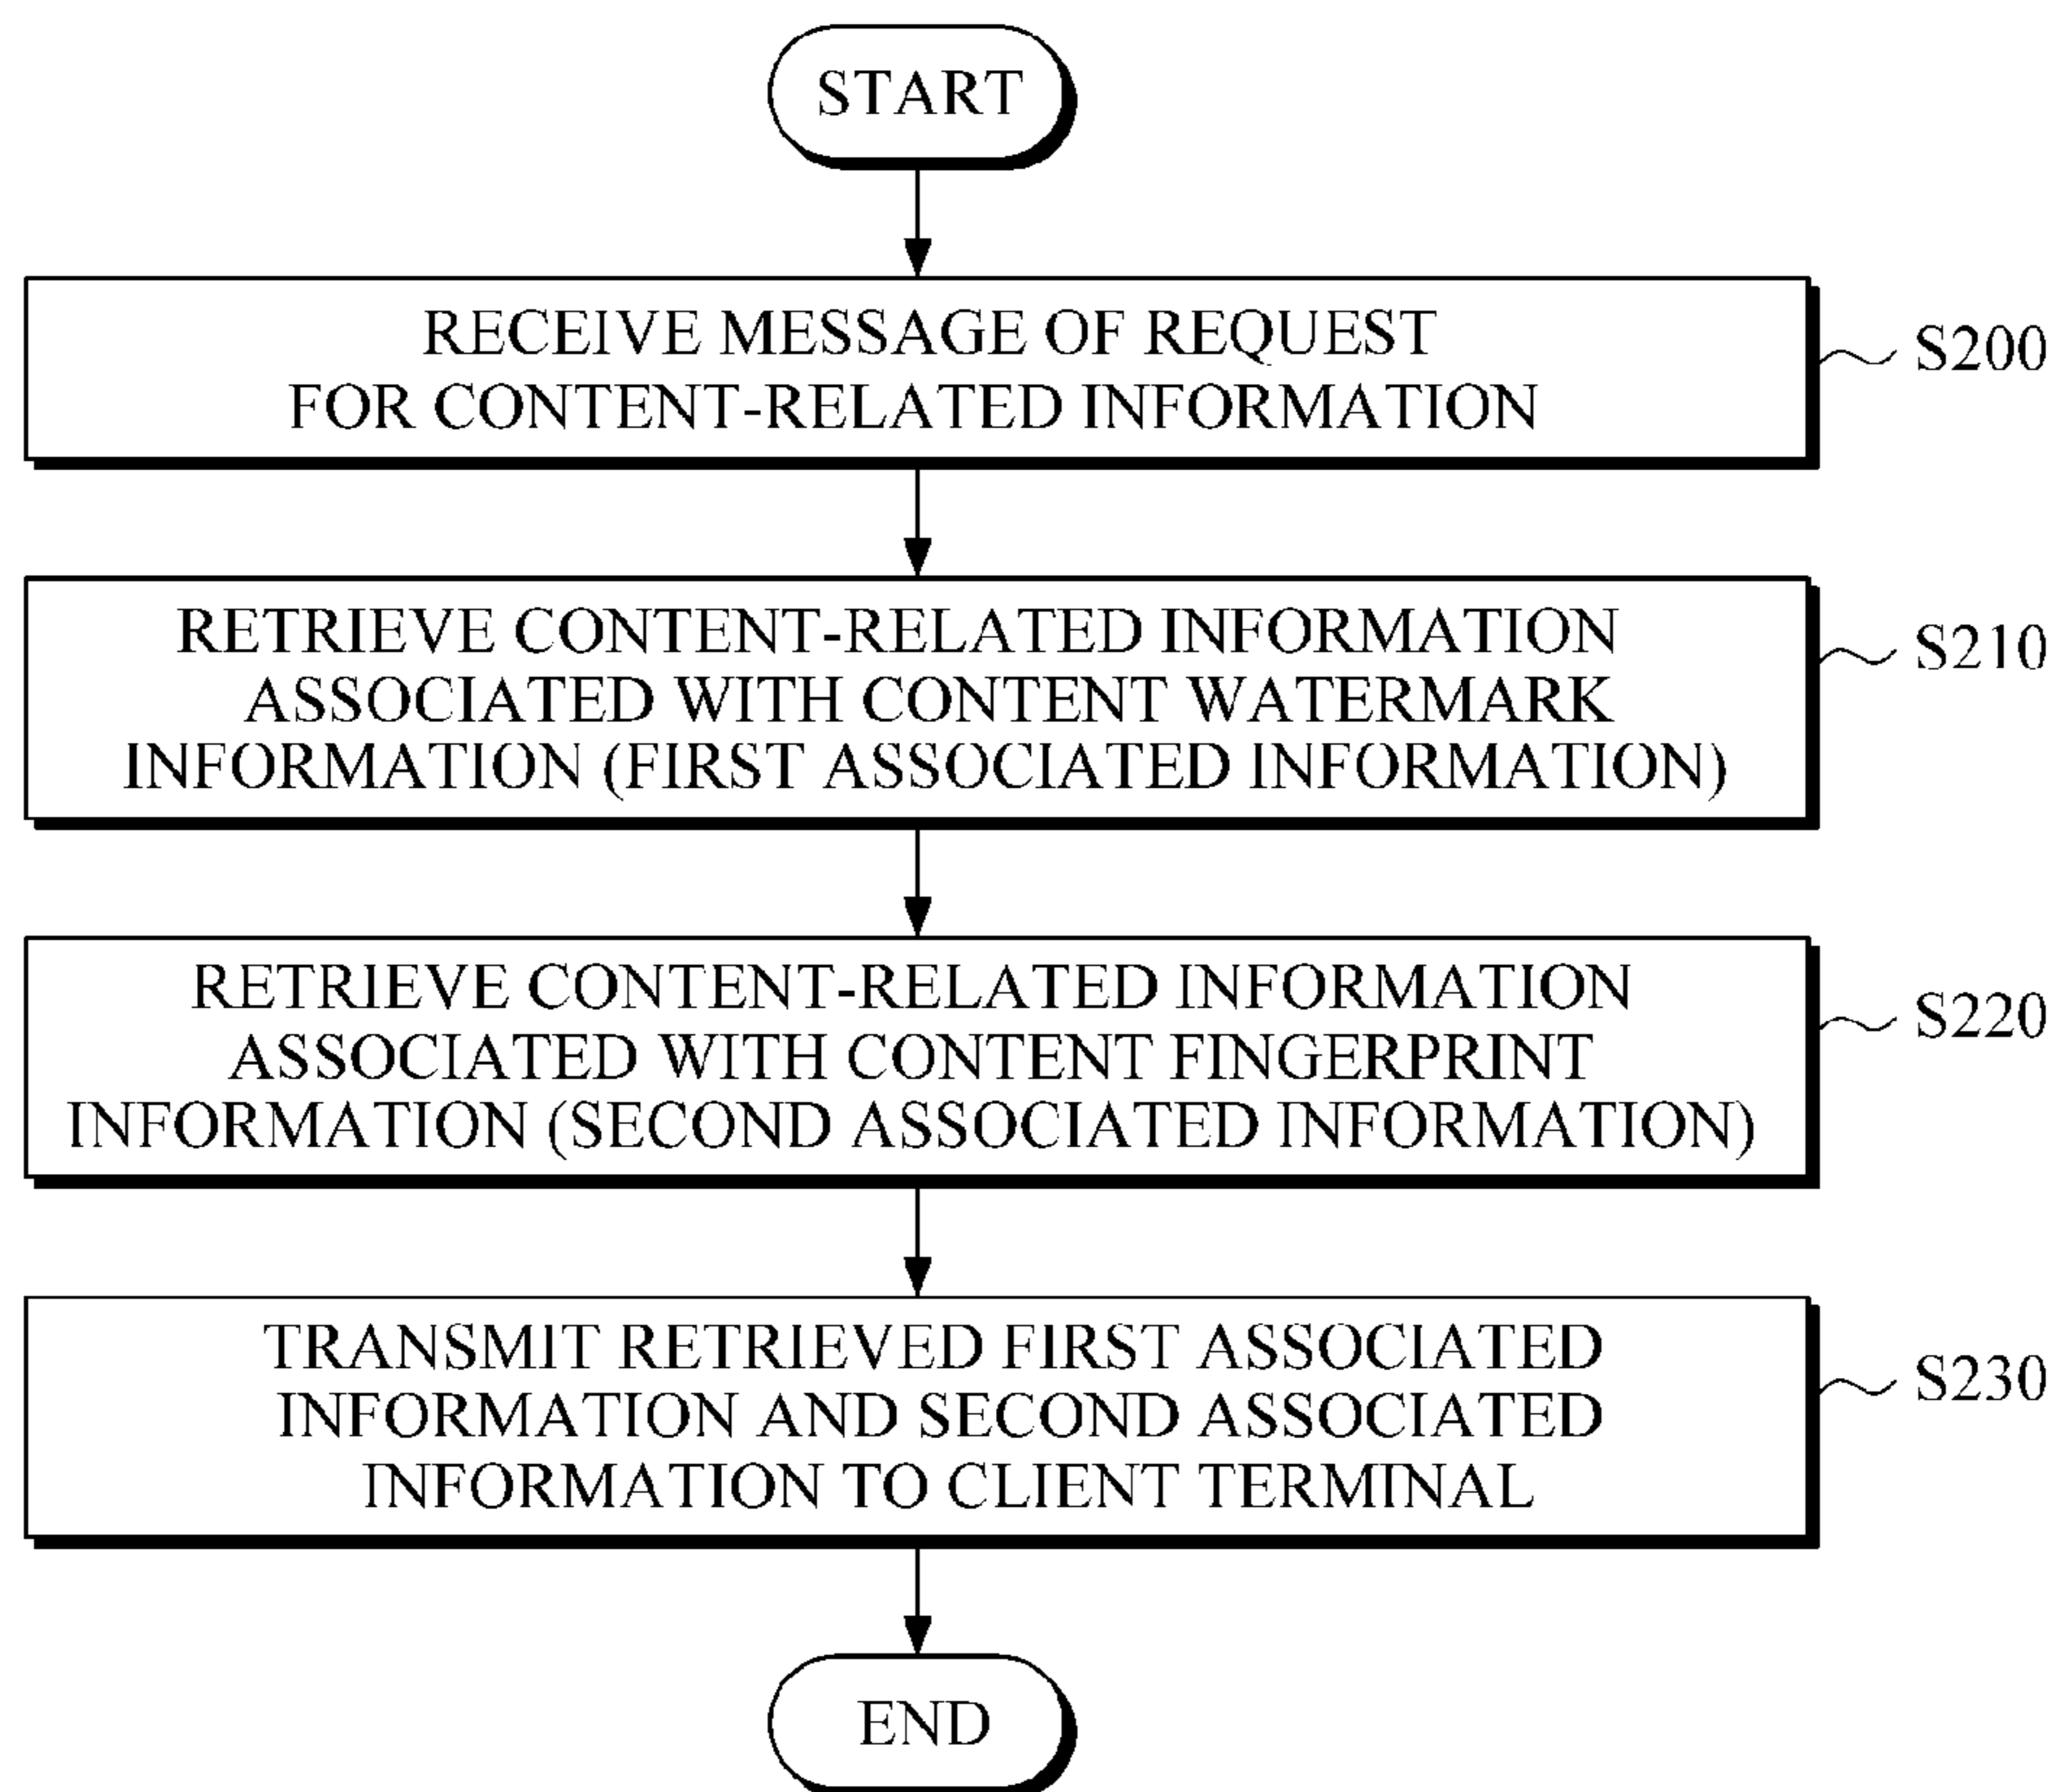 START
RECEIVE MESSAGE OF REQUEST
FOR CONTENT-RELATED INFORMATION
S200
RETRIEVE CONTENT-RELATED INFORMATION
ASSOCIATED WITH CONTENT WATERMARK
INFORMATION (FIRST ASSOCIATED INFORMATION)
S210
RETRIEVE CONTENT-RELATED INFORMATION
ASSOCIATED WITH CONTENT FINGERPRINT
INFORMATION (SECOND ASSOCIATED INFORMATION)
S220
TRANSMIT RETRIEVED FIRST ASSOCIATED
INFORMATION AND SECOND ASSOCIATED
INFORMATION TO CLIENT TERMINAL
S230
END